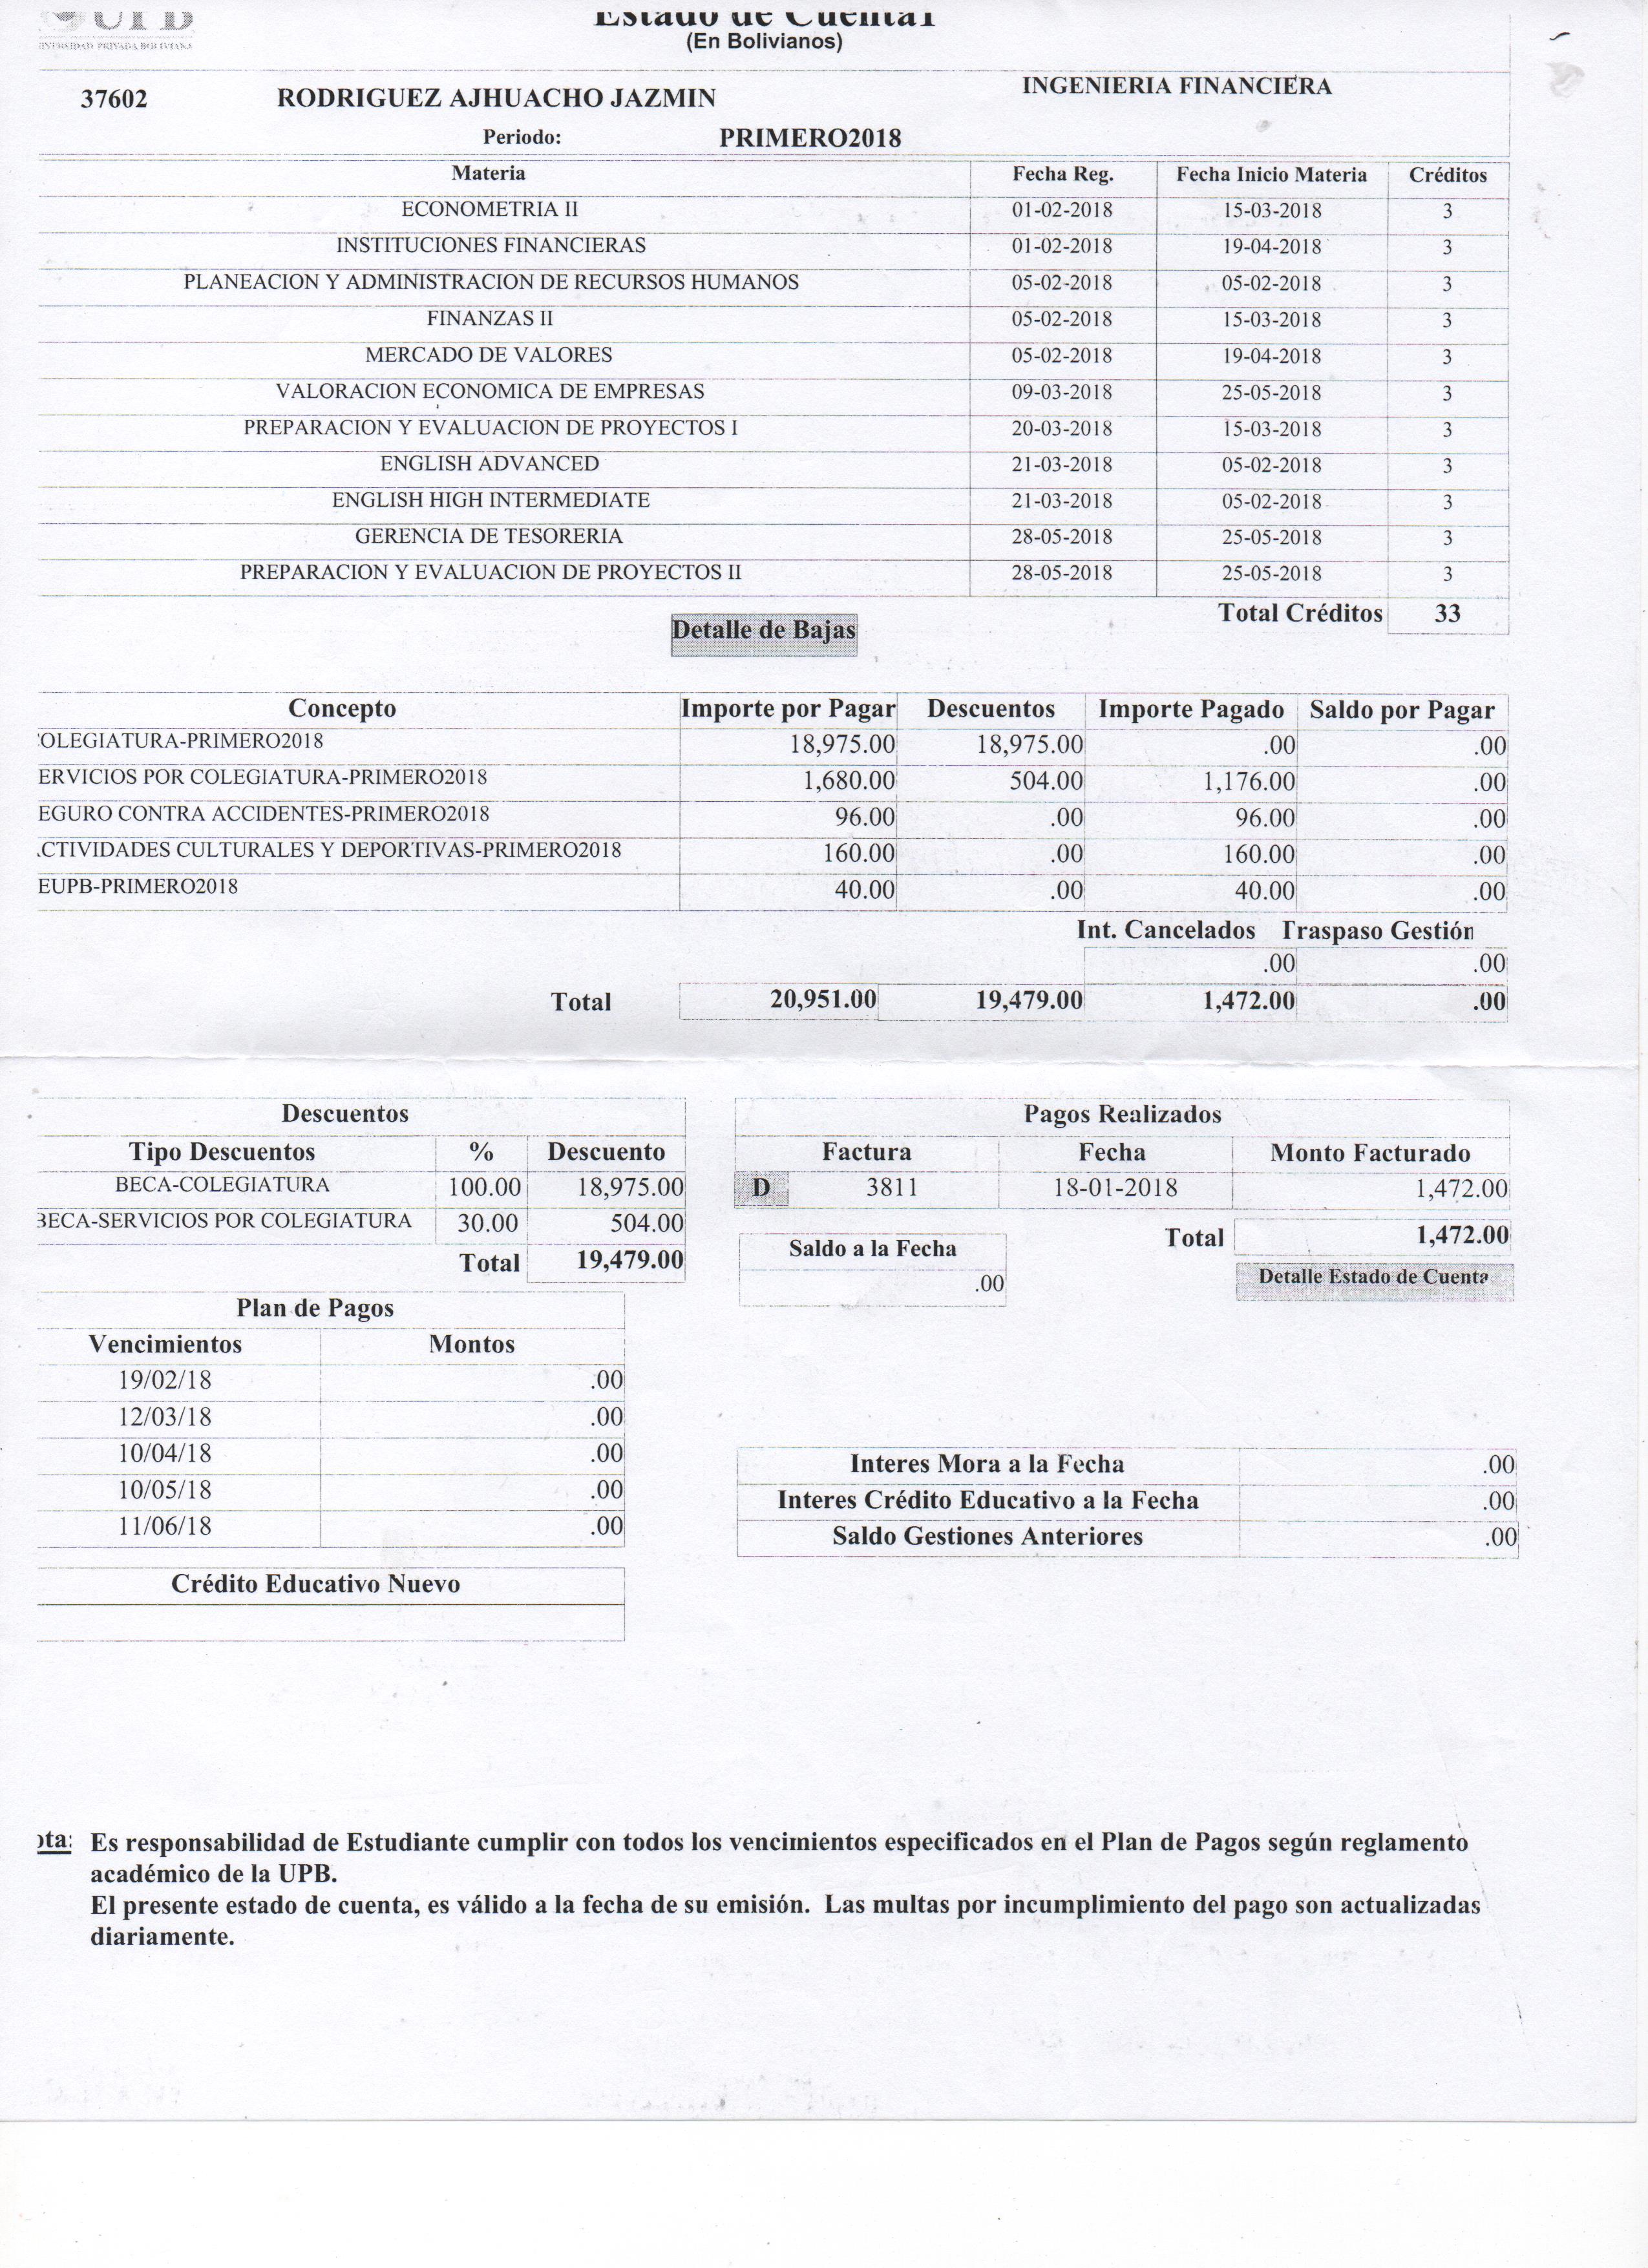 UPB
Estado de Cuenta1
UNIVERSIDAD PRIVADA BOLIVIANA
(En Bolivianos)
37602 RODRIGUEZ AJHUACHO JAZMIN INGENIERIA FINANCIERA
Periodo: PRIMERO2018
Materia Fecha Reg. Fecha Inicio Materia Créditos
ECONOMETRIA II 01-02-2018 15-03-2018 3
INSTITUCIONES FINANCIERAS 01-02-2018 19-04-2018 3
PLANEACION Y ADMINISTRACION DE RECURSOS HUMANOS 05-02-2018 05-02-2018 3
FINANZAS II 05-02-2018 15-03-2018 3
MERCADO DE VALORES 05-02-2018 19-04-2018 3
VALORACION ECONOMICA DE EMPRESAS 09-03-2018 25-05-2018 3
PREPARACION Y EVALUACION DE PROYECTOS I 20-03-2018 15-03-2018 3
ENGLISH ADVANCED 21-03-2018 05-02-2018 3
ENGLISH HIGH INTERMEDIATE 21-03-2018 05-02-2018 3
GERENCIA DE TESORERIA 28-05-2018 25-05-2018 3
PREPARACION Y EVALUACION DE PROYECTOS II 28-05-2018 25-05-2018 3
Total Créditos 33
Detalle de Bajas
Concepto Importe por Pagar Descuentos Importe Pagado Saldo por Pagar
OLEGIATURA-PRIMERO2018 18,975.00 18,975.00 .00 .00
ERVICIOS POR COLEGIATURA-PRIMERO2018 1,680.00 504.00 1,176.00 .00
EGURO CONTRA ACCIDENTES-PRIMERO2018 96.00 .00 96.00 .00
CTIVIDADES CULTURALES Y DEPORTIVAS-PRIMERO2018 160.00 .00 160.00 .00
EUPB-PRIMERO2018 40.00 .00 40.00 .00
Int. Cancelados Traspaso Gestión
.00 .00
Total 20,951.00 19,479.00 1,472.00 .00
Descuentos
Tipo Descuentos % Descuento
BECA-COLEGIATURA 100.00 18,975.00
BECA-SERVICIOS POR COLEGIATURA 30.00 504.00
Total 19,479.00
Pagos Realizados
Factura Fecha Monto Facturado
D 3811 18-01-2018 1,472.00
Total 1,472.00
Saldo a la Fecha
.00
Detalle Estado de Cuenta
Plan de Pagos
Vencimientos Montos
19/02/18 .00
12/03/18 .00
10/04/18 .00
10/05/18 .00
11/06/18 .00
Interes Mora a la Fecha .00
Interes Crédito Educativo a la Fecha .00
Saldo Gestiones Anteriores .00
Crédito Educativo Nuevo
ota: Es responsabilidad de Estudiante cumplir con todos los vencimientos especificados en el Plan de Pagos según reglamento
académico de la UPB.
El presente estado de cuenta, es válido a la fecha de su emisión. Las multas por incumplimiento del pago son actualizadas
diariamente.